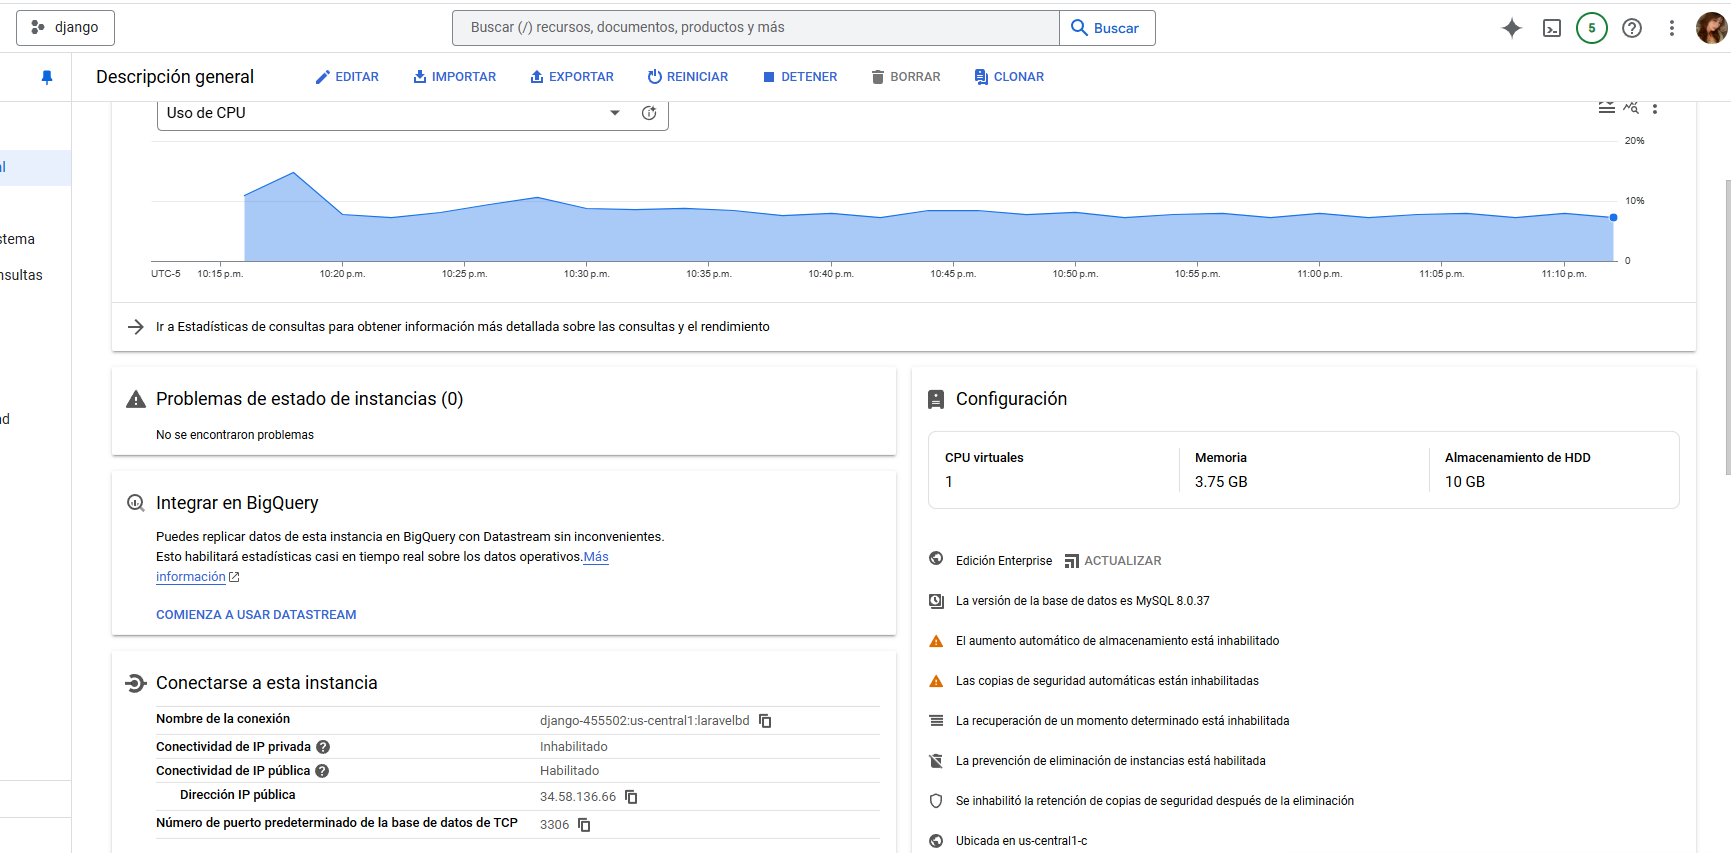 django
Buscar (/) recursos, documentos, productos y más
Buscar
5
Descripción general
EDITAR
IMPORTAR
EXPORTAR
REINICIAR
DETENER
BORRAR
CLONAR
Uso de CPU
20%
10%
0
UTC-5
10:15 p.m.
10:20 p.m.
10:25 p.m.
10:30 p.m.
10:35 p.m.
10:40 p.m.
10:45 p.m.
10:50 p.m.
10:55 p.m.
11:00 p.m.
11:05 p.m.
11:10 p.m.
al
stema
nsultas
ad
Ir a Estadísticas de consultas para obtener información más detallada sobre las consultas y el rendimiento
Problemas de estado de instancias (0)
No se encontraron problemas
Integrar en BigQuery
Puedes replicar datos de esta instancia en BigQuery con Datastream sin inconvenientes.
Esto habilitará estadísticas casi en tiempo real sobre los datos operativos.Más
información
COMIENZA A USAR DATASTREAM
Conectarse a esta instancia
Nombre de la conexión django-455502:us-central1:laravelbd
Conectividad de IP privada Inhabilitado
Conectividad de IP pública Habilitado
Dirección IP pública 34.58.136.66
Número de puerto predeterminado de la base de datos de TCP 3306
Configuración
CPU virtuales
1
Memoria
3.75 GB
Almacenamiento de HDD
10 GB
Edición Enterprise ACTUALIZAR
La versión de la base de datos es MySQL 8.0.37
El aumento automático de almacenamiento está inhabilitado
Las copias de seguridad automáticas están inhabilitadas
La recuperación de un momento determinado está inhabilitada
La prevención de eliminación de instancias está habilitada
Se inhabilitó la retención de copias de seguridad después de la eliminación
Ubicada en us-central1-c